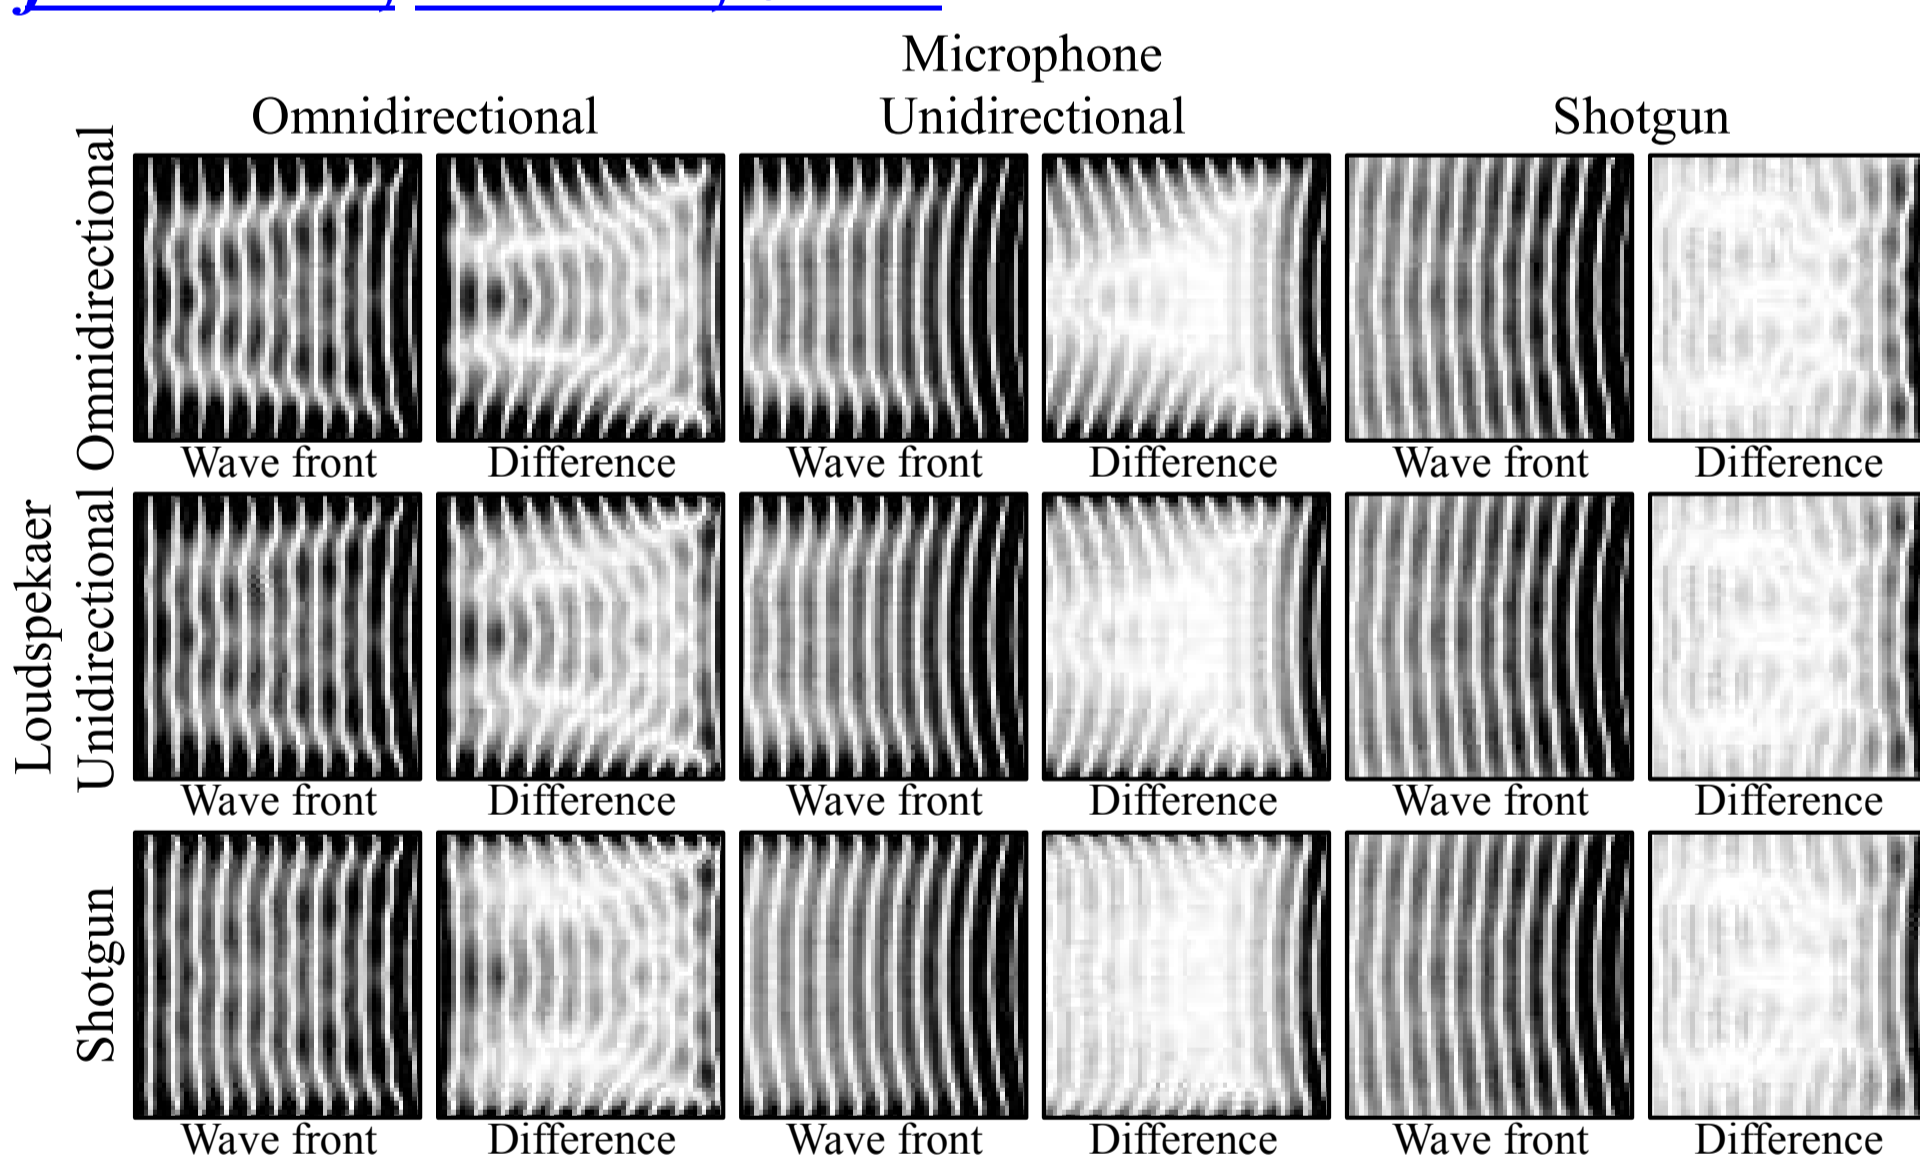 Microphone
Omnidirectional Unidirectional Shotgun
Loudspekaer
Omnidirectional
Wave front Difference Wave front Difference Wave front Difference
Unidirectional
Wave front Difference Wave front Difference Wave front Difference
Shotgun
Wave front Difference Wave front Difference Wave front Difference